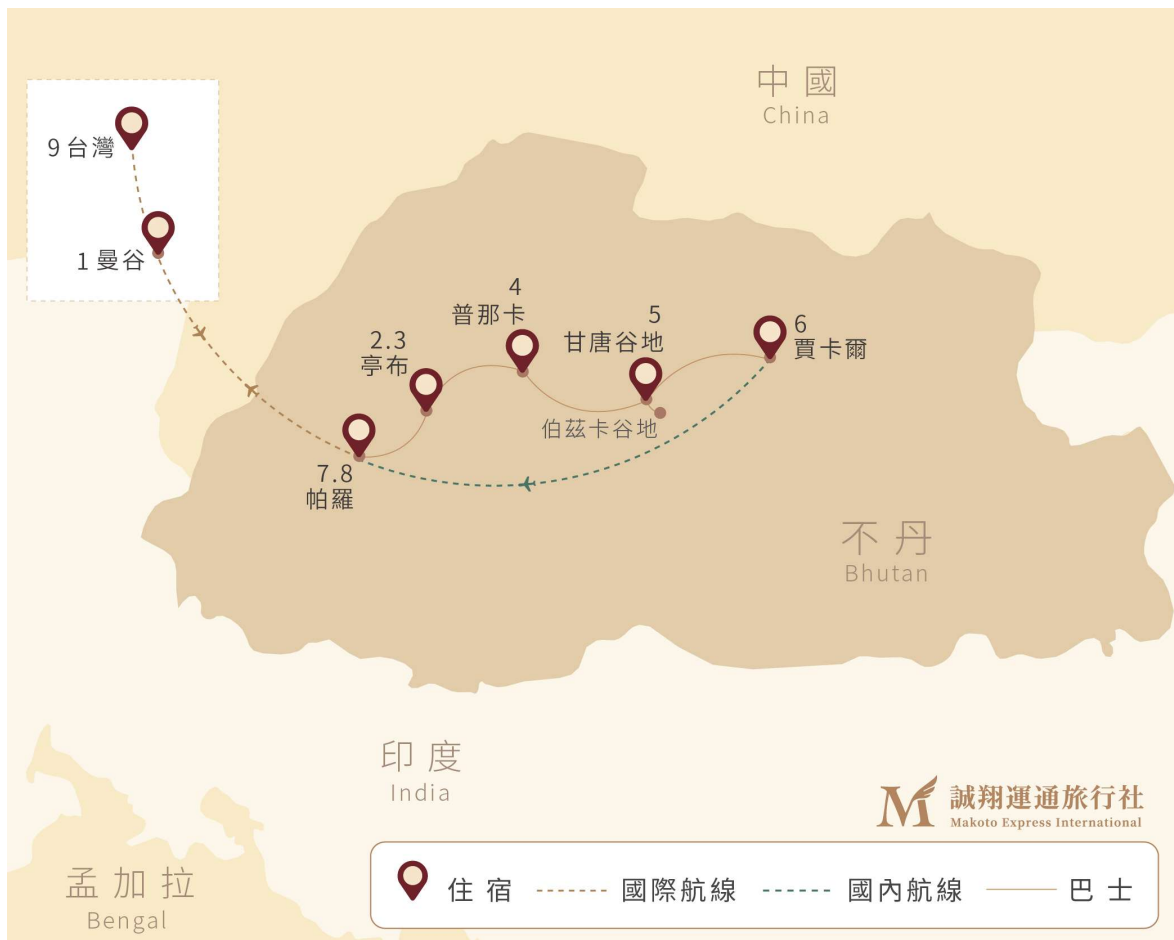 中國
China
9 台灣
1 曼谷
4
普那卡
5
甘唐谷地
6
賈卡爾
2.3
亭布
伯茲卡谷地
7.8
帕羅
不丹
Bhutan
印度
India
誠翔運通旅行社
Makoto Express International
孟加拉
Bengal
住宿 國際航線 國內航線 巴士